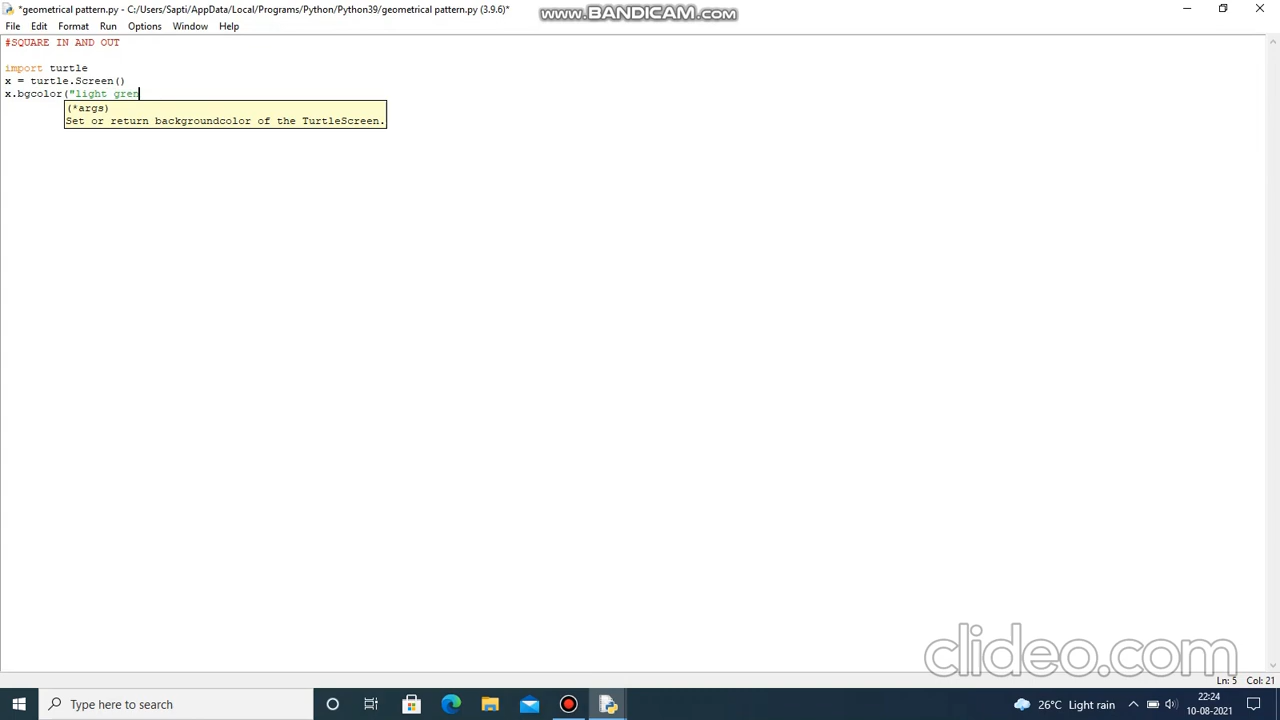 *geometrical pattern.py - C:/Users/Sapti/AppData/Local/Programs/Python/Python39/geometrical pattern.py (3.9.6)*
www.BANDICAM.com
File Edit Format Run Options Window Help
#SQUARE IN AND OUT
import turtle
x = turtle.Screen()
x.bgcolor("light gren
(*args)
Set or return backgroundcolor of the TurtleScreen.
clideo.com
Ln: 5 Col: 21
Type here to search
26°C Light rain
22:24
10-08-2021